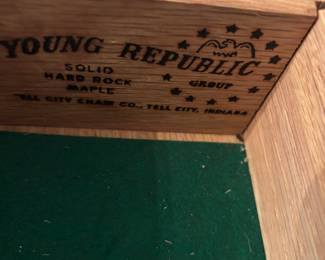 YOUNG REPUBLIC
SOLID
HARD ROCK
MAPLE
GROUP
TELL CITY CHAIR CO., TELL CITY, INDIANA